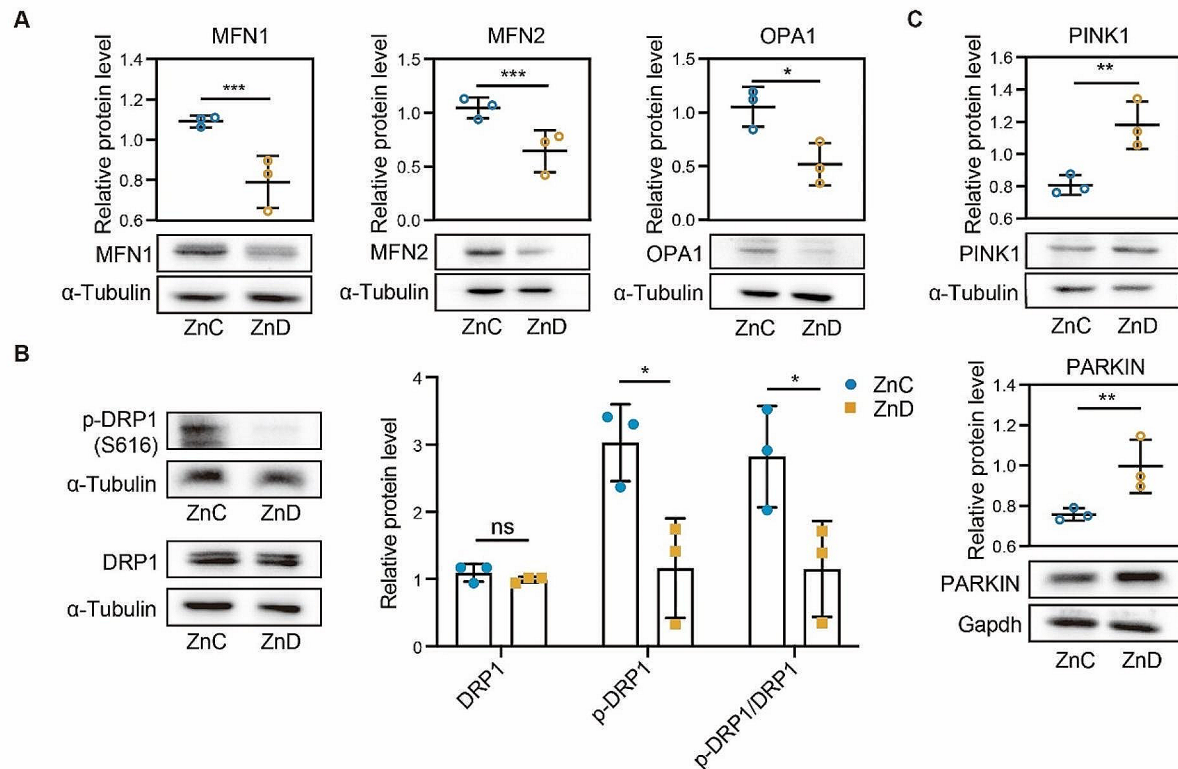 A
MFN1
Relative protein level
1.4
1.2
1.0
0.8
0.6
***
MFN1
α-Tubulin
ZnC ZnD
MFN2
Relative protein level
1.5
1.0
0.5
0.0
***
MFN2
α-Tubulin
ZnC ZnD
OPA1
Relative protein level
1.5
1.0
0.5
0.0
*
OPA1
α-Tubulin
ZnC ZnD
B
p-DRP1
(S616)
α-Tubulin
ZnC ZnD
DRP1
α-Tubulin
ZnC ZnD
Relative protein level
4
3
2
1
0
ns
*
*
ZnC
ZnD
DRP1
p-DRP1
p-DRP1/DRP1
C
PINK1
Relative protein level
1.6
1.4
1.2
1.0
0.8
0.6
**
PINK1
α-Tubulin
ZnC ZnD
PARKIN
Relative protein level
1.4
1.2
1.0
0.8
0.6
**
PARKIN
Gapdh
ZnC ZnD